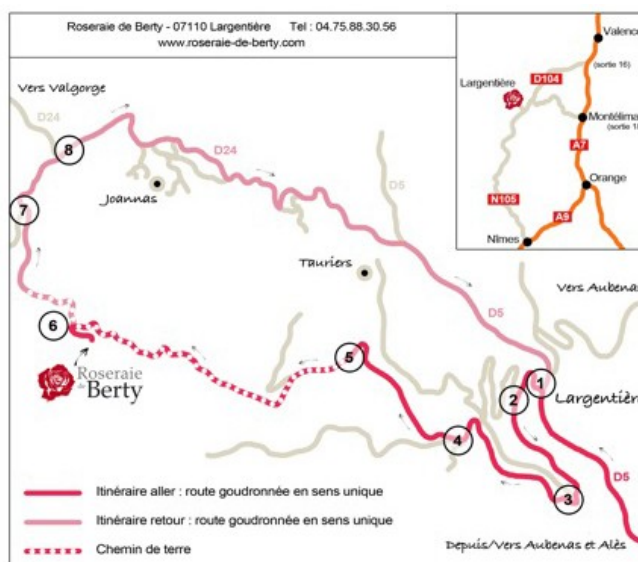 Roseraie de Berty - 07110 Largentière Tel : 04.75.88.30.56
www.roseraie-de-berty.com
Valence
(sortie 16)
D104
Largentière
Montélima
(sortie 1
A7
Orange
N105
A9
Nîmes
Vers Valgorge
D24
8
D24
Joannas
D5
7
Tauriers
Vers Aubenas
D5
6
Roseraie
de Berty
5
1
2
Largentièr
4
D5
3
Itinéraire aller : route goudronnée en sens unique
Itinéraire retour : route goudronnée en sens unique
Chemin de terre
Depuis/Vers Aubenas et Alès